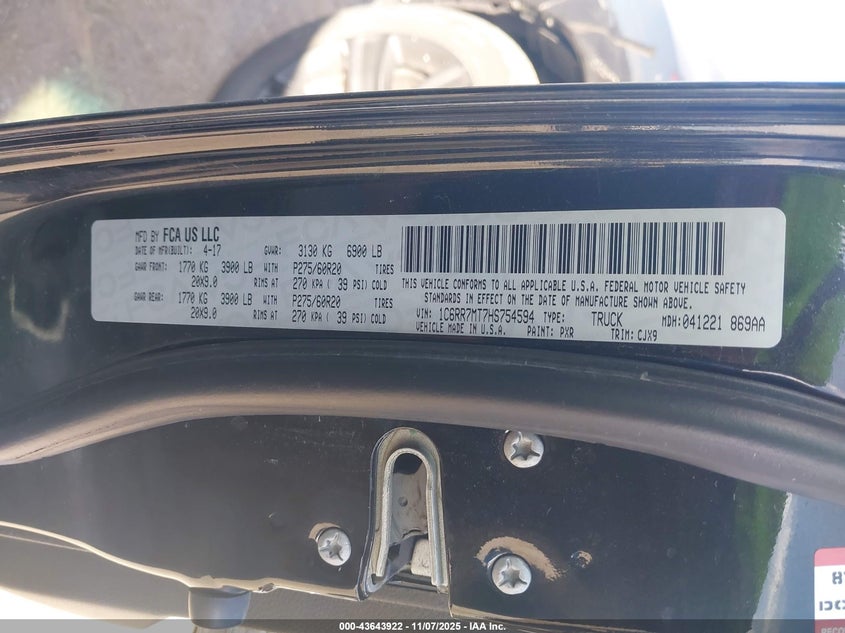 MFD BY FCA US LLC
DATE OF MFR(BUILT): 4-17 GVWR: 3130 KG 6900 LB
GAWR FRONT: 1770 KG 3900 LB WITH P275/60R20 TIRES
20X9.0 RIMS AT 270 KPA ( 39 PSI) COLD
GAWR REAR: 1770 KG 3900 LB WITH P275/60R20 TIRES
20X9.0 RIMS AT 270 KPA ( 39 PSI) COLD
THIS VEHICLE CONFORMS TO ALL APPLICABLE U.S.A. FEDERAL MOTOR VEHICLE SAFETY
STANDARDS IN EFFECT ON THE DATE OF MANUFACTURE SHOWN ABOVE.
VIN: 1C6RR7MT7HS754594 TYPE: TRUCK MDH: 041221 869AA
VEHICLE MADE IN U.S.A. PAINT: PXR TRIM: CJX9
000-43643922 - 11/07/2025 - IAA Inc.